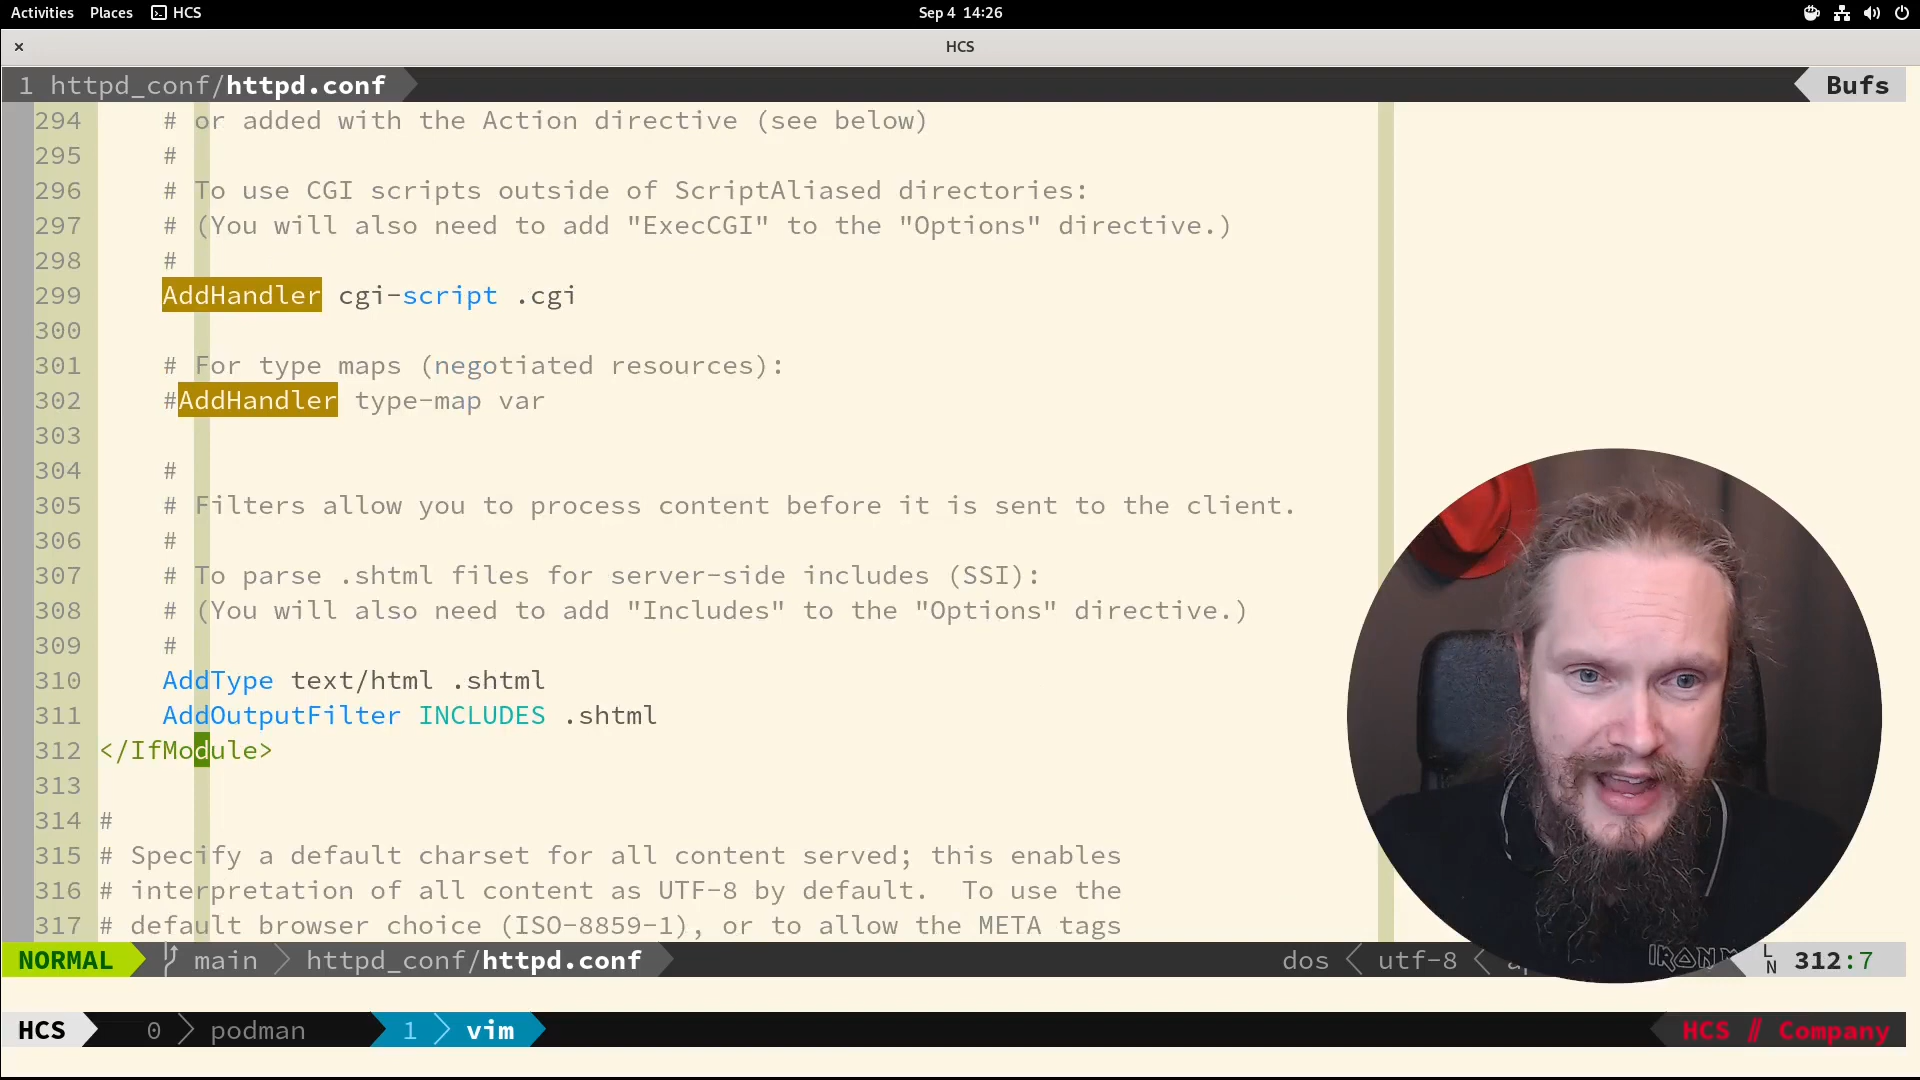 Activities Places HCS Sep 4 14:26
× HCS
1 httpd_conf/httpd.conf Bufs
294 # or added with the Action directive (see below)
295 #
296 # To use CGI scripts outside of ScriptAliased directories:
297 # (You will also need to add "ExecCGI" to the "Options" directive.)
298 #
299 AddHandler cgi-script .cgi
300
301 # For type maps (negotiated resources):
302 #AddHandler type-map var
303
304 #
305 # Filters allow you to process content before it is sent to the client.
306 #
307 # To parse .shtml files for server-side includes (SSI):
308 # (You will also need to add "Includes" to the "Options" directive.)
309 #
310 AddType text/html .shtml
311 AddOutputFilter INCLUDES .shtml
312 </IfModule>
313
314 #
315 # Specify a default charset for all content served; this enables
316 # interpretation of all content as UTF-8 by default.  To use the
317 # default browser choice (ISO-8859-1), or to allow the META tags
NORMAL main httpd_conf/httpd.conf dos utf-8 LN 312:7
HCS 0 podman 1 vim HCS // Company